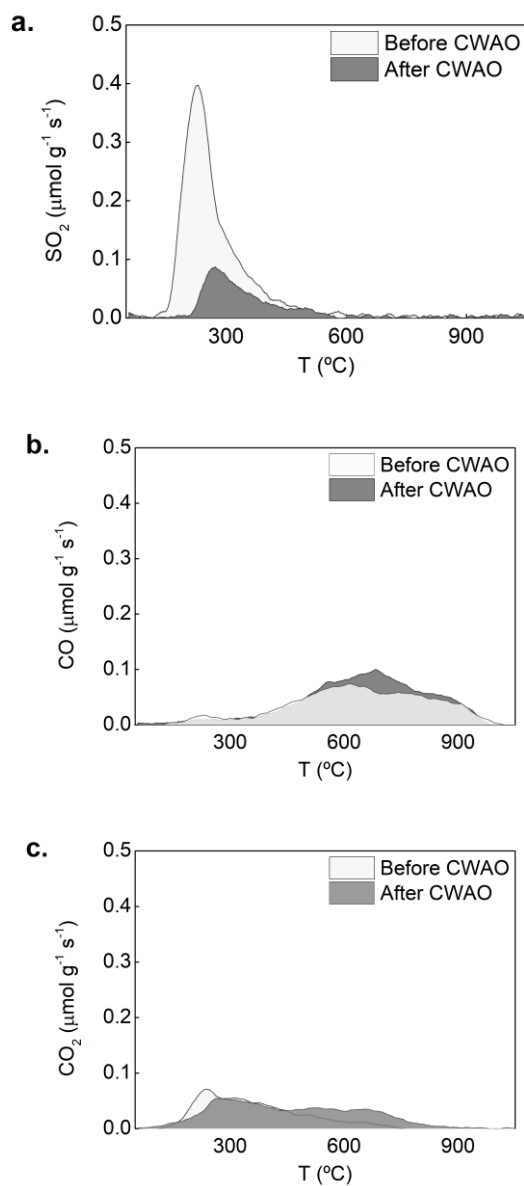 a.
0.5
0.4
0.3
0.2
0.1
0.0
SO2 (μmol g-1 s-1)
Before CWAO
After CWAO
300 600 900
T (ºC)
b.
0.5
0.4
0.3
0.2
0.1
0.0
CO (μmol g-1 s-1)
Before CWAO
After CWAO
300 600 900
T (ºC)
c.
0.5
0.4
0.3
0.2
0.1
0.0
CO2 (μmol g-1 s-1)
Before CWAO
After CWAO
300 600 900
T (ºC)